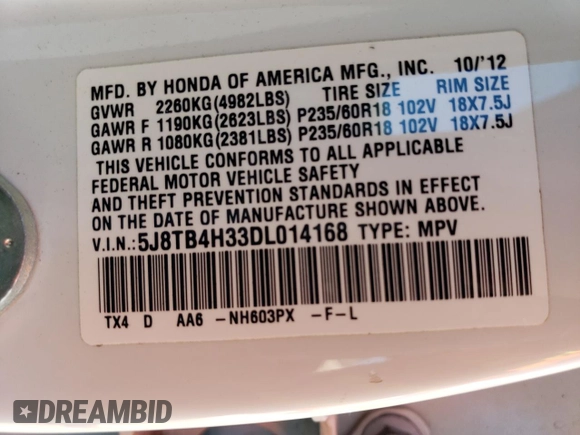 MFD. BY HONDA OF AMERICA MFG., INC. 10/'12
GVWR 2260KG(4982LBS) TIRE SIZE RIM SIZE
GAWR F 1190KG(2623LBS) P235/60R18 102V 18X7.5J
GAWR R 1080KG(2381LBS) P235/60R18 102V 18X7.5J
THIS VEHICLE CONFORMS TO ALL APPLICABLE
FEDERAL MOTOR VEHICLE SAFETY
AND THEFT PREVENTION STANDARDS IN EFFECT
ON THE DATE OF MANUFACTURE SHOWN ABOVE.
V.I.N.:5J8TB4H33DL014168 TYPE: MPV
TX4 D AA6 -NH603PX -F-L
DREAMBID